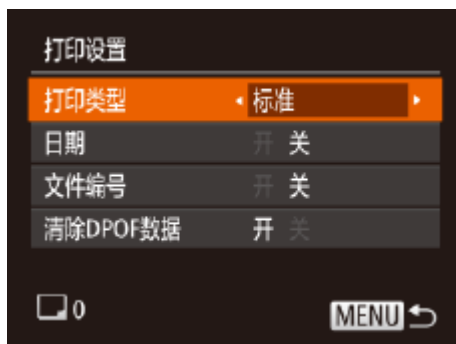 打印设置
打印类型 标准
日期 开 关
文件编号 开 关
清除DPOF数据 开 关
0 MENU